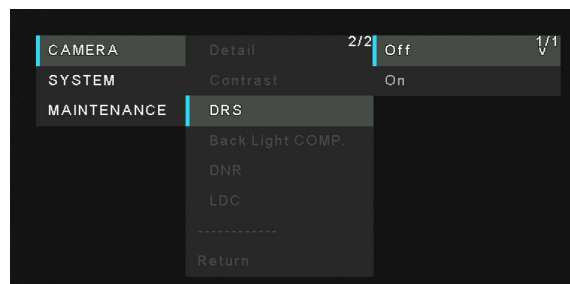 CAMERA
SYSTEM
MAINTENANCE
2/2
Detail
Contrast
DRS
Back Light COMP.
DNR
LDC
------------
Return
1/1
Off v
On